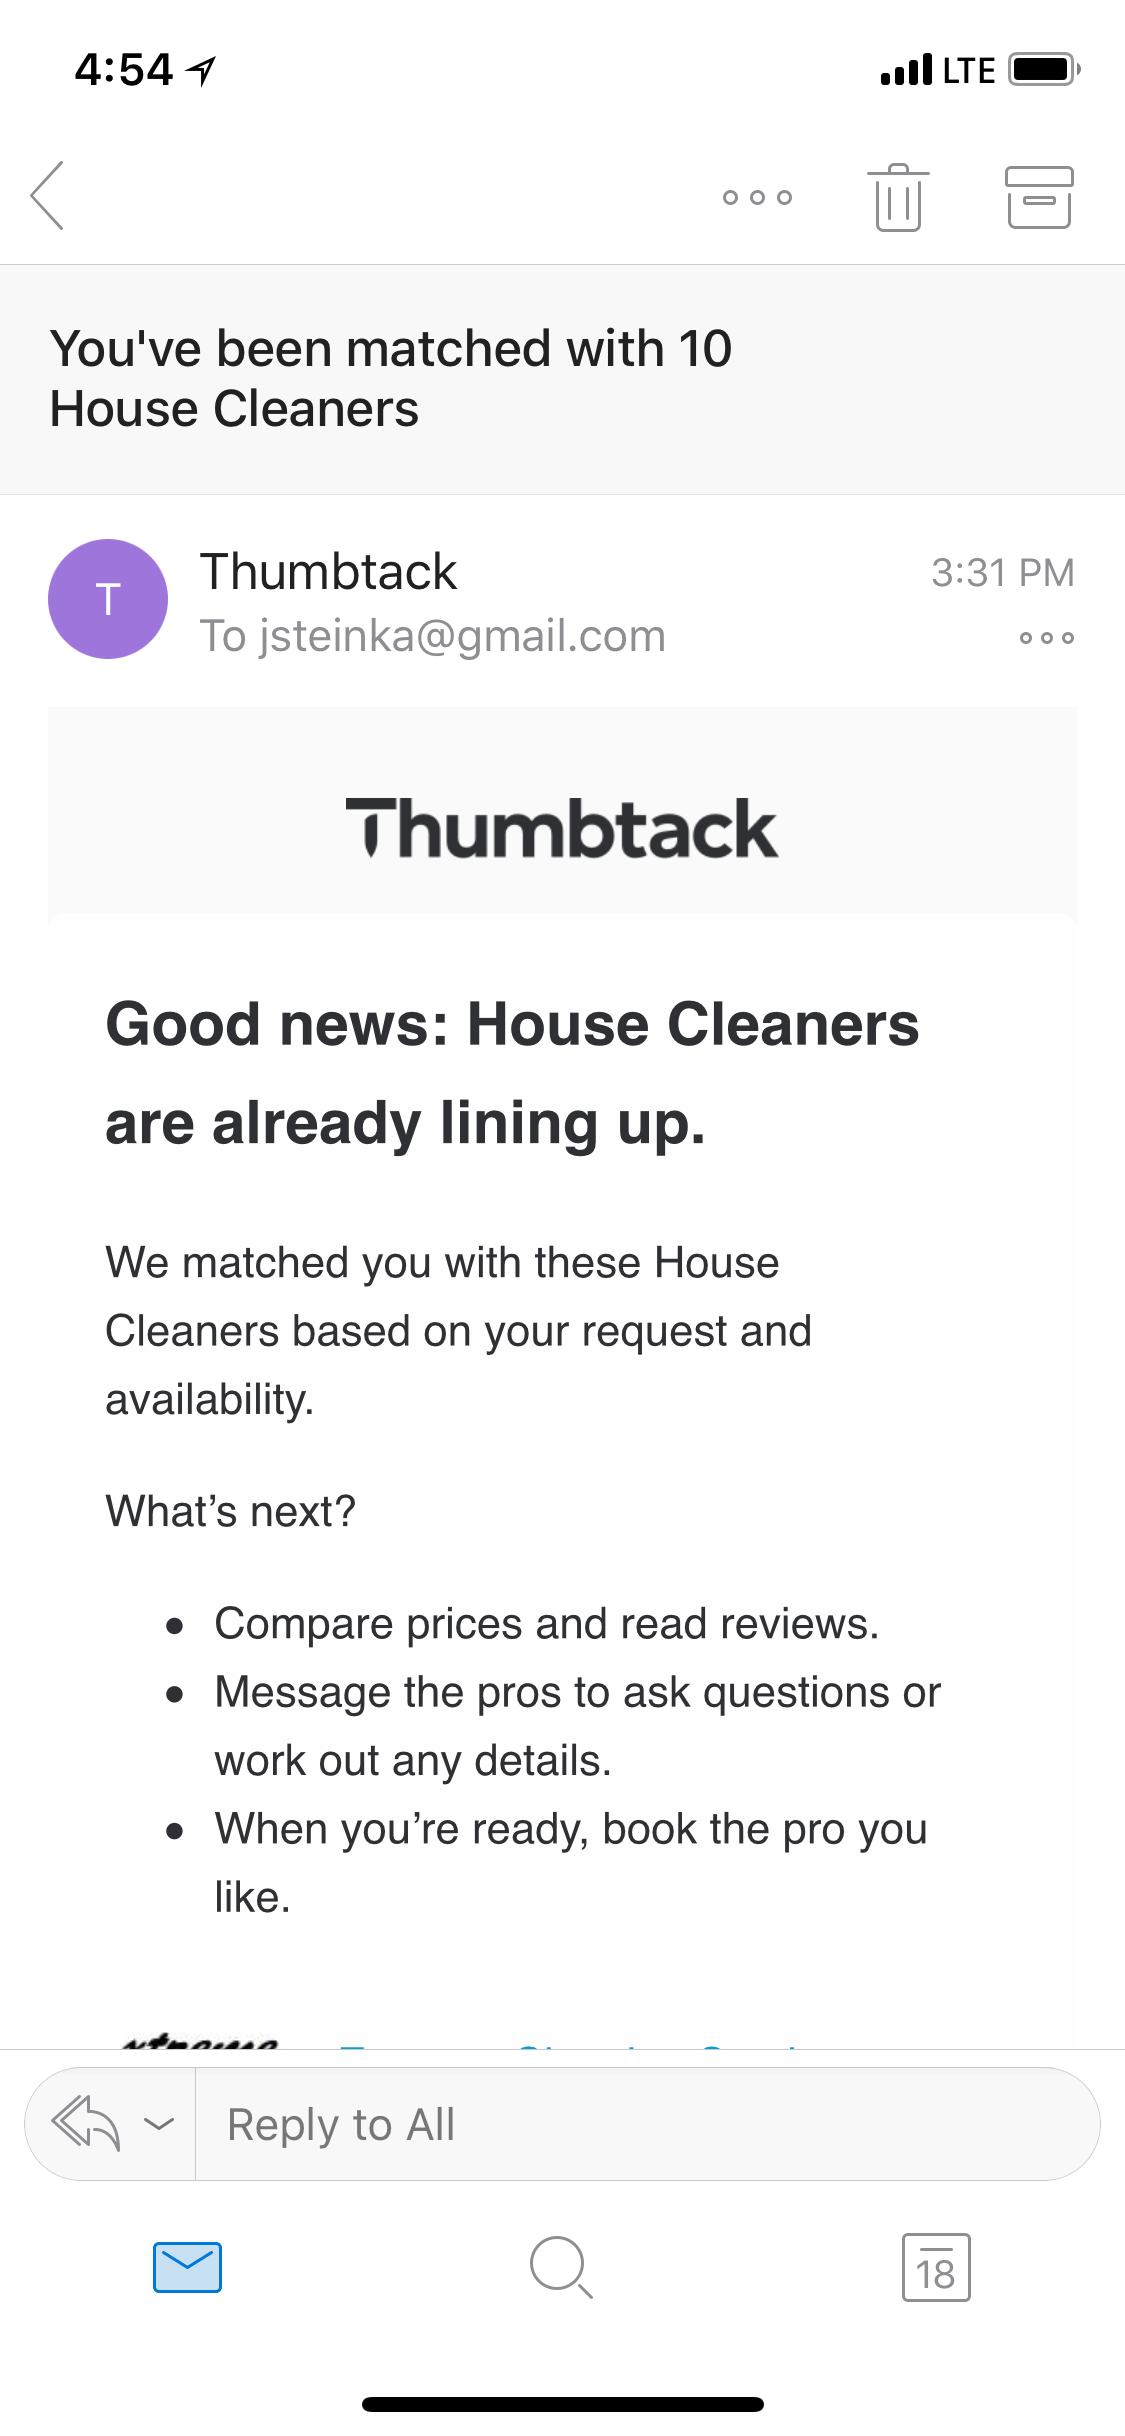 4:54
LTE
You've been matched with 10
House Cleaners
T
Thumbtack
3:31 PM
To jsteinka@gmail.com
Thumbtack
Good news: House Cleaners
are already lining up.
We matched you with these House
Cleaners based on your request and
availability.
What’s next?
• Compare prices and read reviews.
• Message the pros to ask questions or
work out any details.
• When you’re ready, book the pro you
like.
Reply to All
18